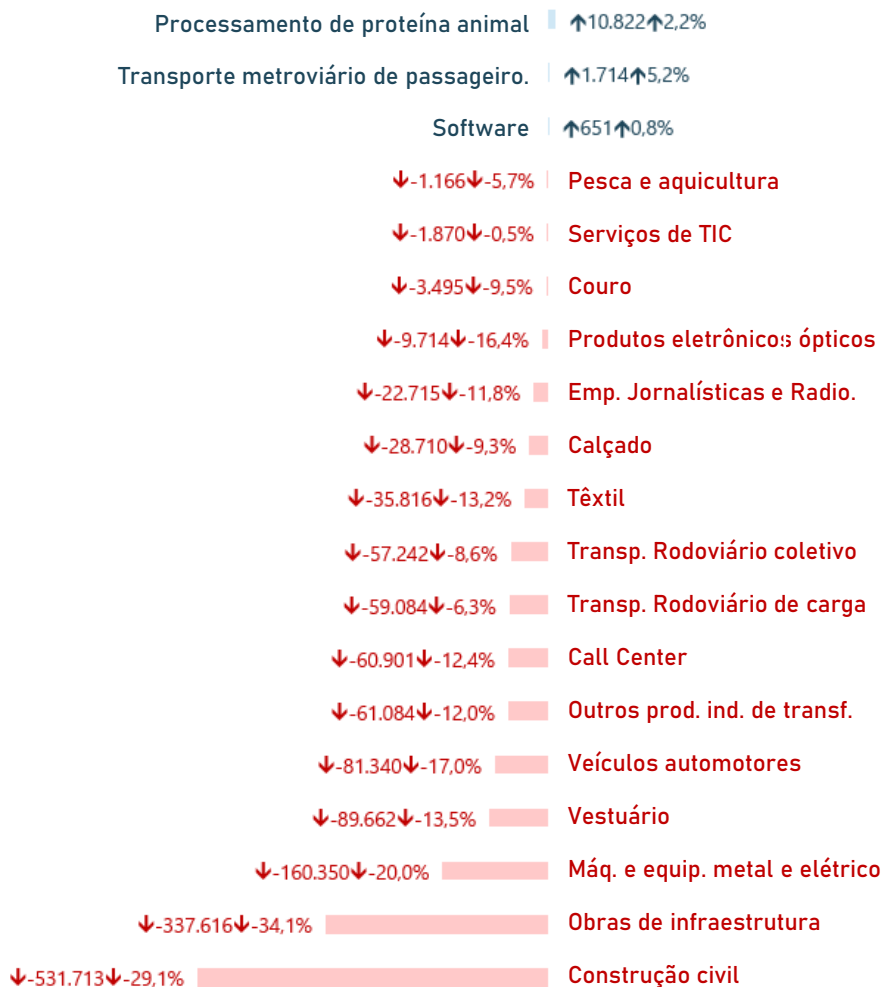 Processamento de proteína animal ↑10.822↑2,2%
Transporte metroviário de passageiro. ↑1.714↑5,2%
Software ↑651↑0,8%
↓-1.166↓-5,7% Pesca e aquicultura
↓-1.870↓-0,5% Serviços de TIC
↓-3.495↓-9,5% Couro
↓-9.714↓-16,4% Produtos eletrônicos ópticos
↓-22.715↓-11,8% Emp. Jornalísticas e Radio.
↓-28.710↓-9,3% Calçado
↓-35.816↓-13,2% Têxtil
↓-57.242↓-8,6% Transp. Rodoviário coletivo
↓-59.084↓-6,3% Transp. Rodoviário de carga
↓-60.901↓-12,4% Call Center
↓-61.084↓-12,0% Outros prod. ind. de transf.
↓-81.340↓-17,0% Veículos automotores
↓-89.662↓-13,5% Vestuário
↓-160.350↓-20,0% Máq. e equip. metal e elétrico
↓-337.616↓-34,1% Obras de infraestrutura
↓-531.713↓-29,1% Construção civil